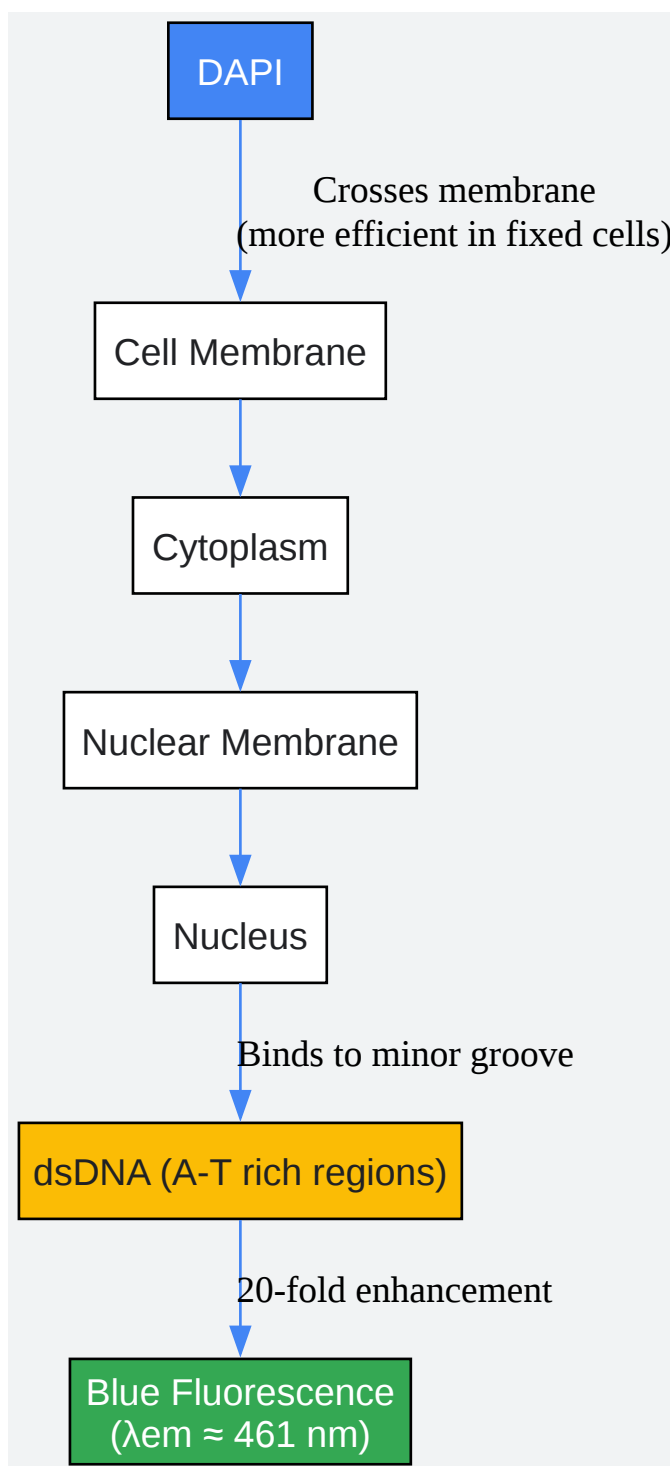 DAPI
Crosses membrane
(more efficient in fixed cells)
Cell Membrane
Cytoplasm
Nuclear Membrane
Nucleus
Binds to minor groove
dsDNA (A-T rich regions)
20-fold enhancement
Blue Fluorescence
(λem ≈ 461 nm)